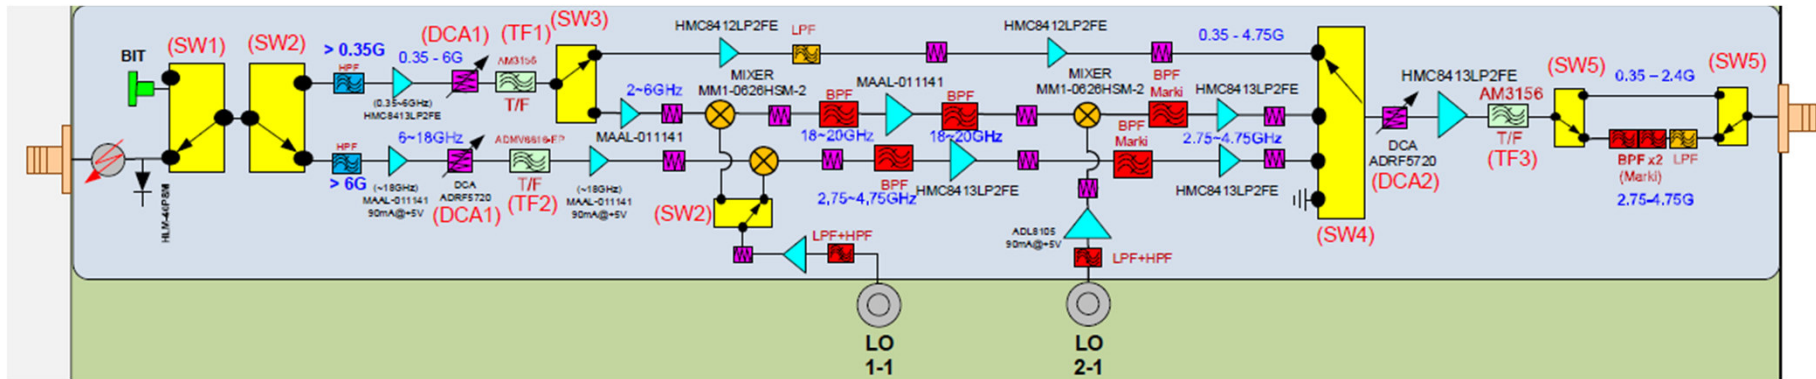 BIT
(SW1)
(SW2)
> 0.35G
HPF
0.35 - 6G
(0.35~6GHz)
HMC8413LP2FE
(DCA1)
(TF1)
AM3156
T/F
(SW3)
HMC8412LP2FE
LPF
HMC8412LP2FE
0.35 - 4.75G
2~6GHz
MAAL-011141
MIXER
MM1-0626HSM-2
BPF
18~20GHz
MAAL-011141
BPF
18~20GHz
MIXER
MM1-0626HSM-2
BPF
Marki
HMC8413LP2FE
6~18GHz
HPF
> 6G
(~18GHz)
MAAL-011141
90mA@+5V
DCA
ADRF5720
(DCA1)
ADMV8818-EP
T/F
(TF2)
(~18GHz)
MAAL-011141
90mA@+5V
BPF
2,75~4,75GHz
HMC8413LP2FE
BPF
Marki
2.75~4.75GHz
HMC8413LP2FE
(SW2)
LPF+HPF
ADL8105
90mA@+5V
LPF+HPF
(SW4)
DCA
ADRF5720
(DCA2)
HMC8413LP2FE
AM3156
T/F
(TF3)
(SW5)
0.35 – 2.4G
(SW5)
BPF x2
(Marki)
LPF
2.75-4.75G
LO
1-1
LO
2-1